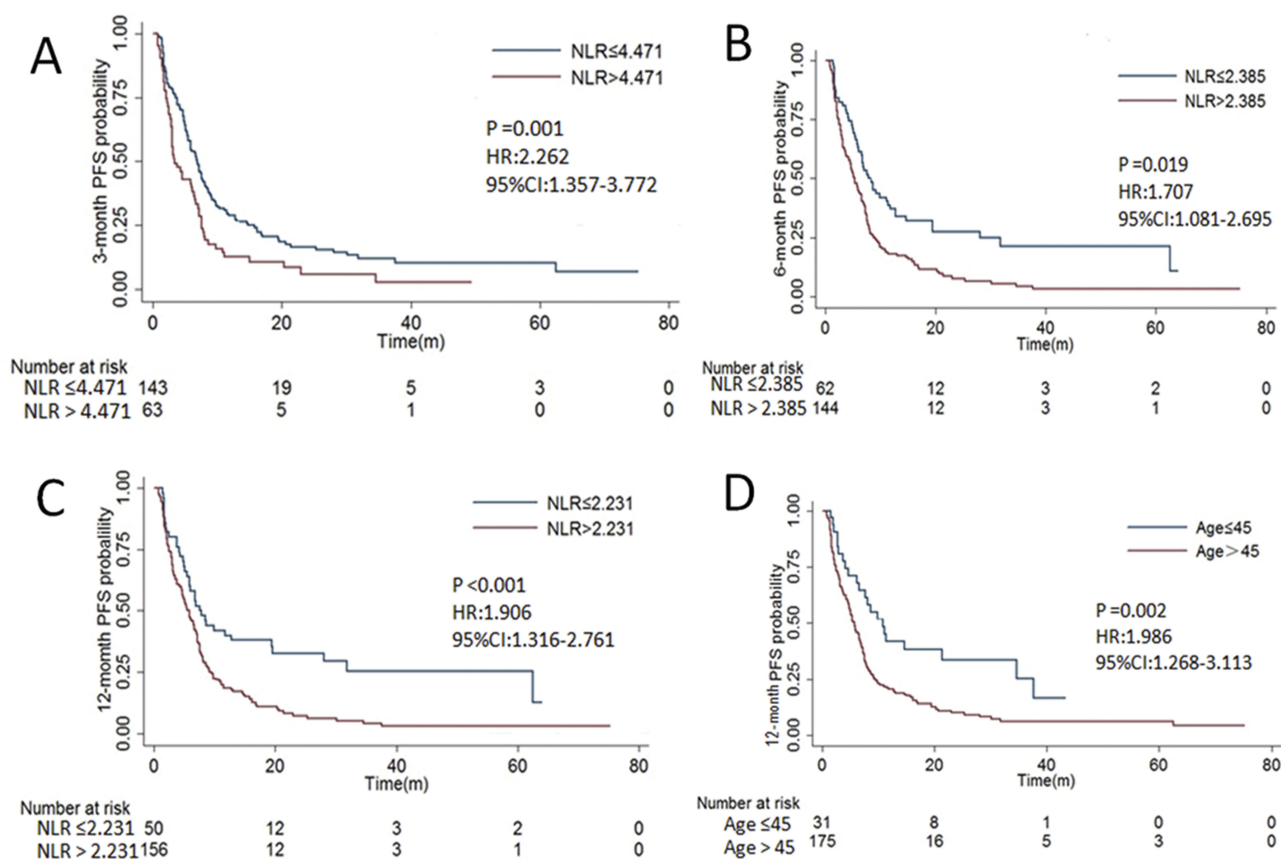 A
3-month PFS probability
1.00
0.75
0.50
0.25
0.00
NLR≤4.471
NLR>4.471
P =0.001
HR:2.262
95%CI:1.357-3.772
0 20 40 60 80
Time(m)
Number at risk
NLR ≤4.471 143 19 5 3 0
NLR > 4.471 63 5 1 0 0
B
6-month PFS probability
1.00
0.75
0.50
0.25
0.00
NLR≤2.385
NLR>2.385
P =0.019
HR:1.707
95%CI:1.081-2.695
0 20 40 60 80
Time(m)
Number at risk
NLR ≤2.385 62 12 3 2 0
NLR > 2.385 144 12 3 1 0
C
12-momth PFS probalility
1.00
0.75
0.50
0.25
0.00
NLR≤2.231
NLR>2.231
P <0.001
HR:1.906
95%CI:1.316-2.761
0 20 40 60 80
Time(m)
Number at risk
NLR ≤2.231 50 12 3 2 0
NLR > 2.231 156 12 3 1 0
D
12-month PFS probability
1.00
0.75
0.50
0.25
0.00
Age≤45
Age＞45
P =0.002
HR:1.986
95%CI:1.268-3.113
0 20 40 60 80
Time(m)
Number at risk
Age ≤45 31 8 1 0 0
Age > 45 175 16 5 3 0